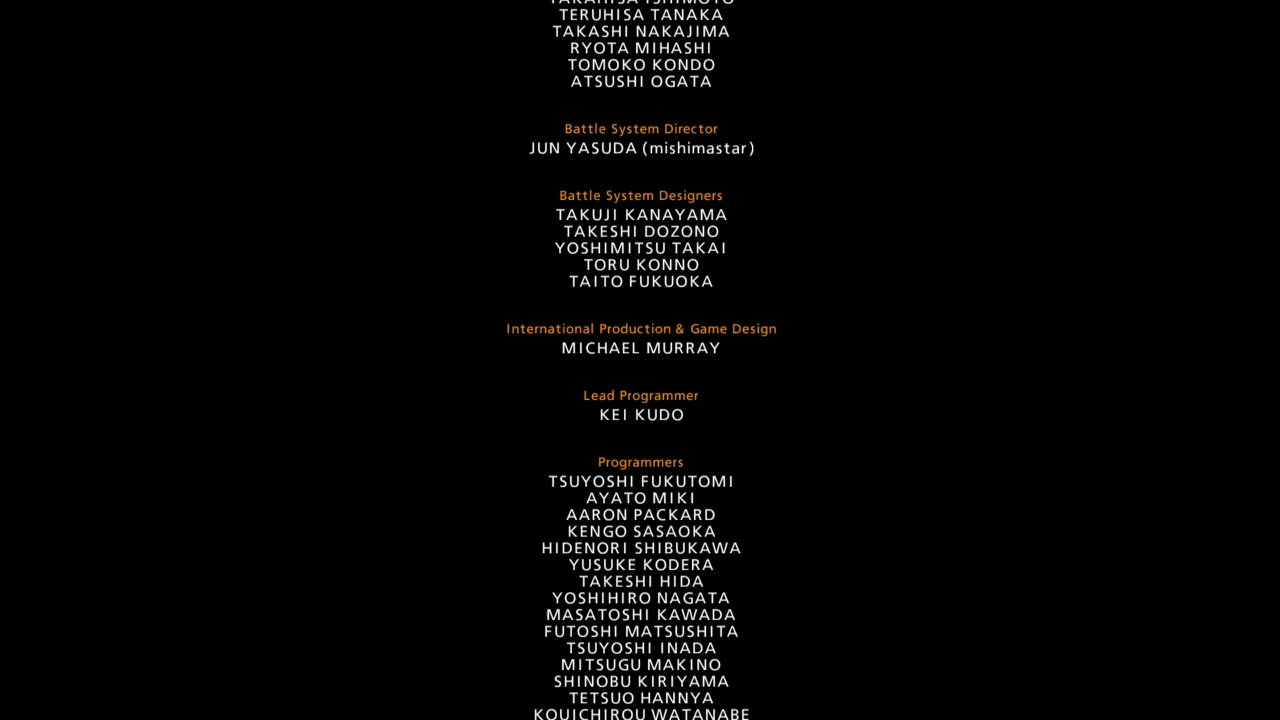 TAKAHISA ISHIMOTO
TERUHISA TANAKA
TAKASHI NAKAJIMA
RYOTA MIHASHI
TOMOKO KONDO
ATSUSHI OGATA
Battle System Director
JUN YASUDA (mishimastar)
Battle System Designers
TAKUJI KANAYAMA
TAKESHI DOZONO
YOSHIMITSU TAKAI
TORU KONNO
TAITO FUKUOKA
International Production & Game Design
MICHAEL MURRAY
Lead Programmer
KEI KUDO
Programmers
TSUYOSHI FUKUTOMI
AYATO MIKI
AARON PACKARD
KENGO SASAOKA
HIDENORI SHIBUKAWA
YUSUKE KODERA
TAKESHI HIDA
YOSHIHIRO NAGATA
MASATOSHI KAWADA
FUTOSHI MATSUSHITA
TSUYOSHI INADA
MITSUGU MAKINO
SHINOBU KIRIYAMA
TETSUO HANNYA
KOUICHIROU WATANABE